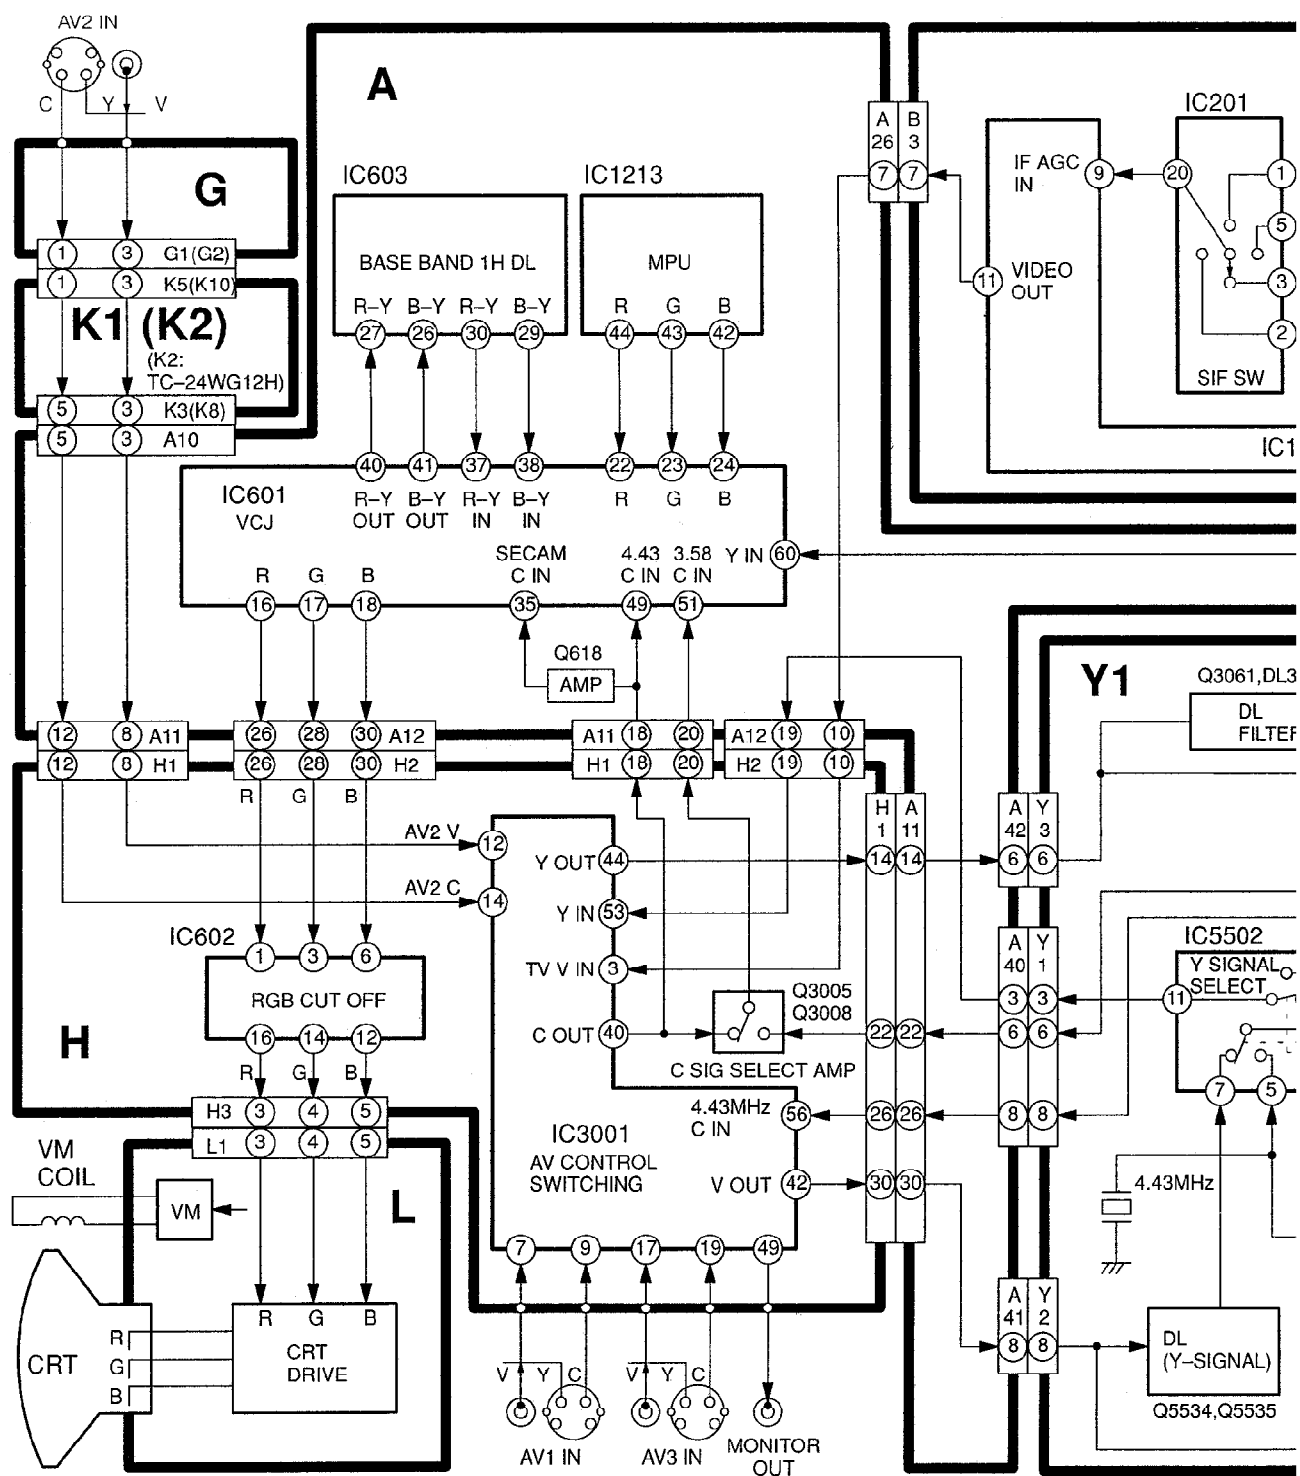 AV2 IN
C Y V
A
G
1 3 G1(G2)
1 3 K5(K10)
K1 (K2)
(K2:
TC-24WG12H)
5 3 K3(K8)
5 3 A10
IC603
BASE BAND 1H DL
R-Y B-Y R-Y B-Y
27 26 30 29
IC1213
MPU
R G B
44 43 42
A
26
7
B
3
7
IC201
IF AGC
IN
9
20
1
5
3
2
SIF SW
11
VIDEO
OUT
IC1
40 41 37 38 22 23 24
IC601
VCJ
R-Y
OUT
B-Y
OUT
R-Y
IN
B-Y
IN
R G B
SECAM
C IN
4.43
C IN
3.58
C IN
Y IN 60
R G B
16 17 18 35 49 51
Q618
AMP
12 8 A11
12 8 H1
26 28 30 A12
26 28 30 H2
A11 18 20
H1 18 20
A12 19 10
H2 19 10
R G B
Y1
Q3061,DL3
DL
FILTER
H
1
14
A
11
14
A
42
6
Y
3
6
AV2 V
12
AV2 C
14
Y OUT 44
Y IN 53
TV V IN 3
C OUT 40
Q3005
Q3008
C SIG SELECT AMP
22 22
4.43MHz
C IN
56
26 26
V OUT 42
30 30
IC3001
AV CONTROL
SWITCHING
7 9 17 19 49
A
40
3
6
8
Y
1
3
6
8
IC5502
Y SIGNAL
SELECT
11
7 5
4.43MHz
A
41
8
Y
2
8
DL
(Y-SIGNAL)
Q5534,Q5535
H
IC602
1 3 6
RGB CUT OFF
16 14 12
R G B
H3 3 4 5
L1 3 4 5
VM
COIL
VM
L
CRT
R
G
B
R G B
CRT
DRIVE
V Y C
AV1 IN
V Y C
AV3 IN
MONITOR
OUT